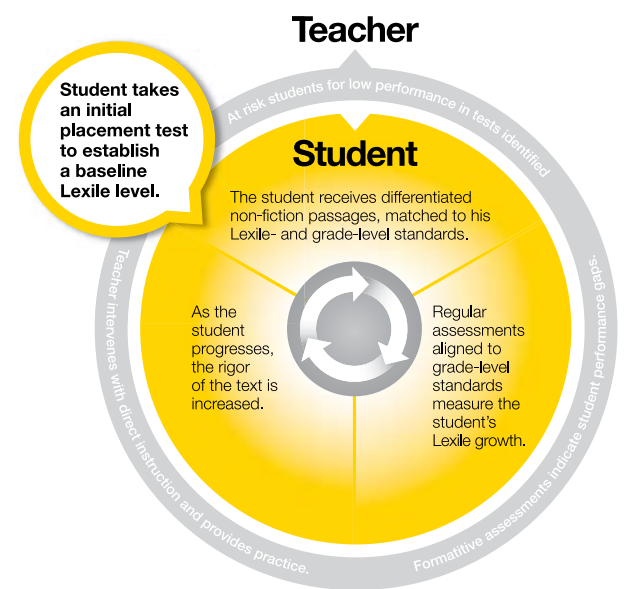 Teacher
At risk students for low performance in tests identified
Student takes
an initial
placement test
to establish
a baseline
Lexile level.
Student
The student receives differentiated
non-fiction passages, matched to his
Lexile- and grade-level standards.
As the
student
progresses,
the rigor
of the text is
increased.
Regular
assessments
aligned to
grade-level
standards
measure the
student’s
Lexile growth.
Formatitive assessments indicate student performance gaps.
Teacher intervenes with direct instruction and provides practice.